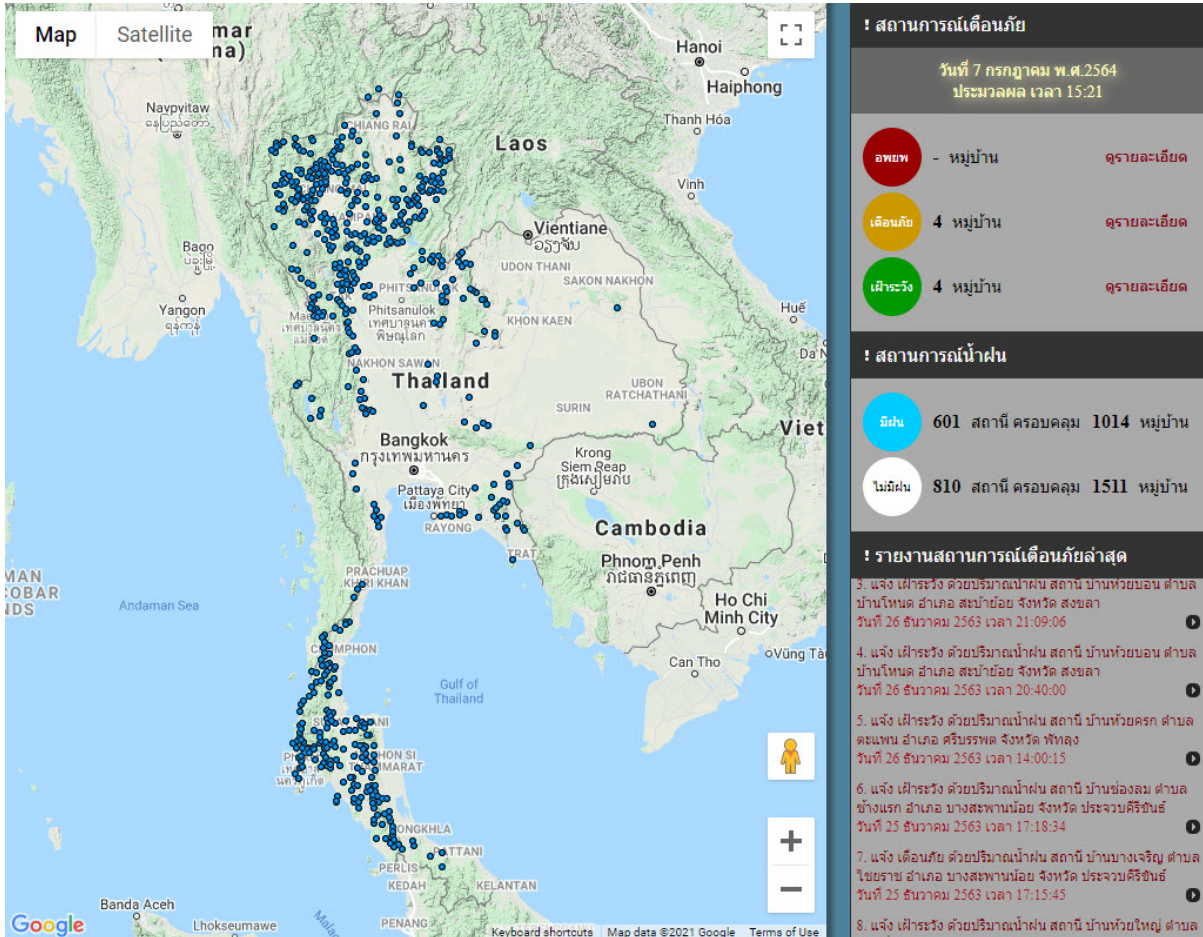 Map
Satellite
mar
na)
Hanoi
Haiphong
Naypyitaw
နေပြည်တော်
Thanh Hóa
CHIANG RAI
Laos
Vinh
Vientiane
ວຽງຈັນ
Bago
ပဲခူးမြို့
UDON THANI
SAKON NAKHON
Yangon
ရန်ကုန်
Phitsanulok
เทศบาลนคร
พิษณุโลก
KHON KAEN
Huế
Da N
NAKHON SAWAN
Thailand
UBON
RATCHATHANI
SURIN
Viet
Bangkok
กรุงเทพมหานคร
Krong
Siem Reap
ក្រុងសៀមរាប
Pattaya City
เมืองพัทยา
RAYONG
Cambodia
TRAT
Phnom Penh
រាជធានីភ្នំពេញ
PRACHUAP
KHIRI KHAN
MAN
COBAR
NDS
Andaman Sea
Ho Chi
Minh City
CHUMPHON
Can Tho
Vũng Tàu
Gulf of
Thailand
PATTANI
PERLIS
KEDAH
KELANTAN
Banda Aceh
Lhokseumawe
PENANG
Google
Keyboard shortcuts
Map data ©2021 Google
Terms of Use
! สถานการณ์เตือนภัย
วันที่ 7 กรกฎาคม พ.ศ.2564
ประมวลผล เวลา 15:21
อพยพ - หมู่บ้าน ดูรายละเอียด
เตือนภัย 4 หมู่บ้าน ดูรายละเอียด
เฝ้าระวัง 4 หมู่บ้าน ดูรายละเอียด
! สถานการณ์น้ำฝน
มีฝน 601 สถานี ครอบคลุม 1014 หมู่บ้าน
ไม่มีฝน 810 สถานี ครอบคลุม 1511 หมู่บ้าน
! รายงานสถานการณ์เตือนภัยล่าสุด
3. แจ้ง เฝ้าระวัง ด้วยปริมาณน้ำฝน สถานี บ้านห้วยบอน ตำบล
บ้านโหนด อำเภอ สะบ้าย้อย จังหวัด สงขลา
วันที่ 26 ธันวาคม 2563 เวลา 21:09:06
4. แจ้ง เฝ้าระวัง ด้วยปริมาณน้ำฝน สถานี บ้านห้วยบอน ตำบล
บ้านโหนด อำเภอ สะบ้าย้อย จังหวัด สงขลา
วันที่ 26 ธันวาคม 2563 เวลา 20:40:00
5. แจ้ง เฝ้าระวัง ด้วยปริมาณน้ำฝน สถานี บ้านห้วยครก ตำบล
ตะแพน อำเภอ ศรีบรรพต จังหวัด พัทลุง
วันที่ 26 ธันวาคม 2563 เวลา 14:00:15
6. แจ้ง เฝ้าระวัง ด้วยปริมาณน้ำฝน สถานี บ้านช่องลม ตำบล
ช้างแรก อำเภอ บางสะพานน้อย จังหวัด ประจวบคีรีขันธ์
วันที่ 25 ธันวาคม 2563 เวลา 17:18:34
7. แจ้ง เตือนภัย ด้วยปริมาณน้ำฝน สถานี บ้านบางเจริญ ตำบล
ไชยราช อำเภอ บางสะพานน้อย จังหวัด ประจวบคีรีขันธ์
วันที่ 25 ธันวาคม 2563 เวลา 17:15:45
8. แจ้ง เฝ้าระวัง ด้วยปริมาณน้ำฝน สถานี บ้านห้วยใหญ่ ตำบล